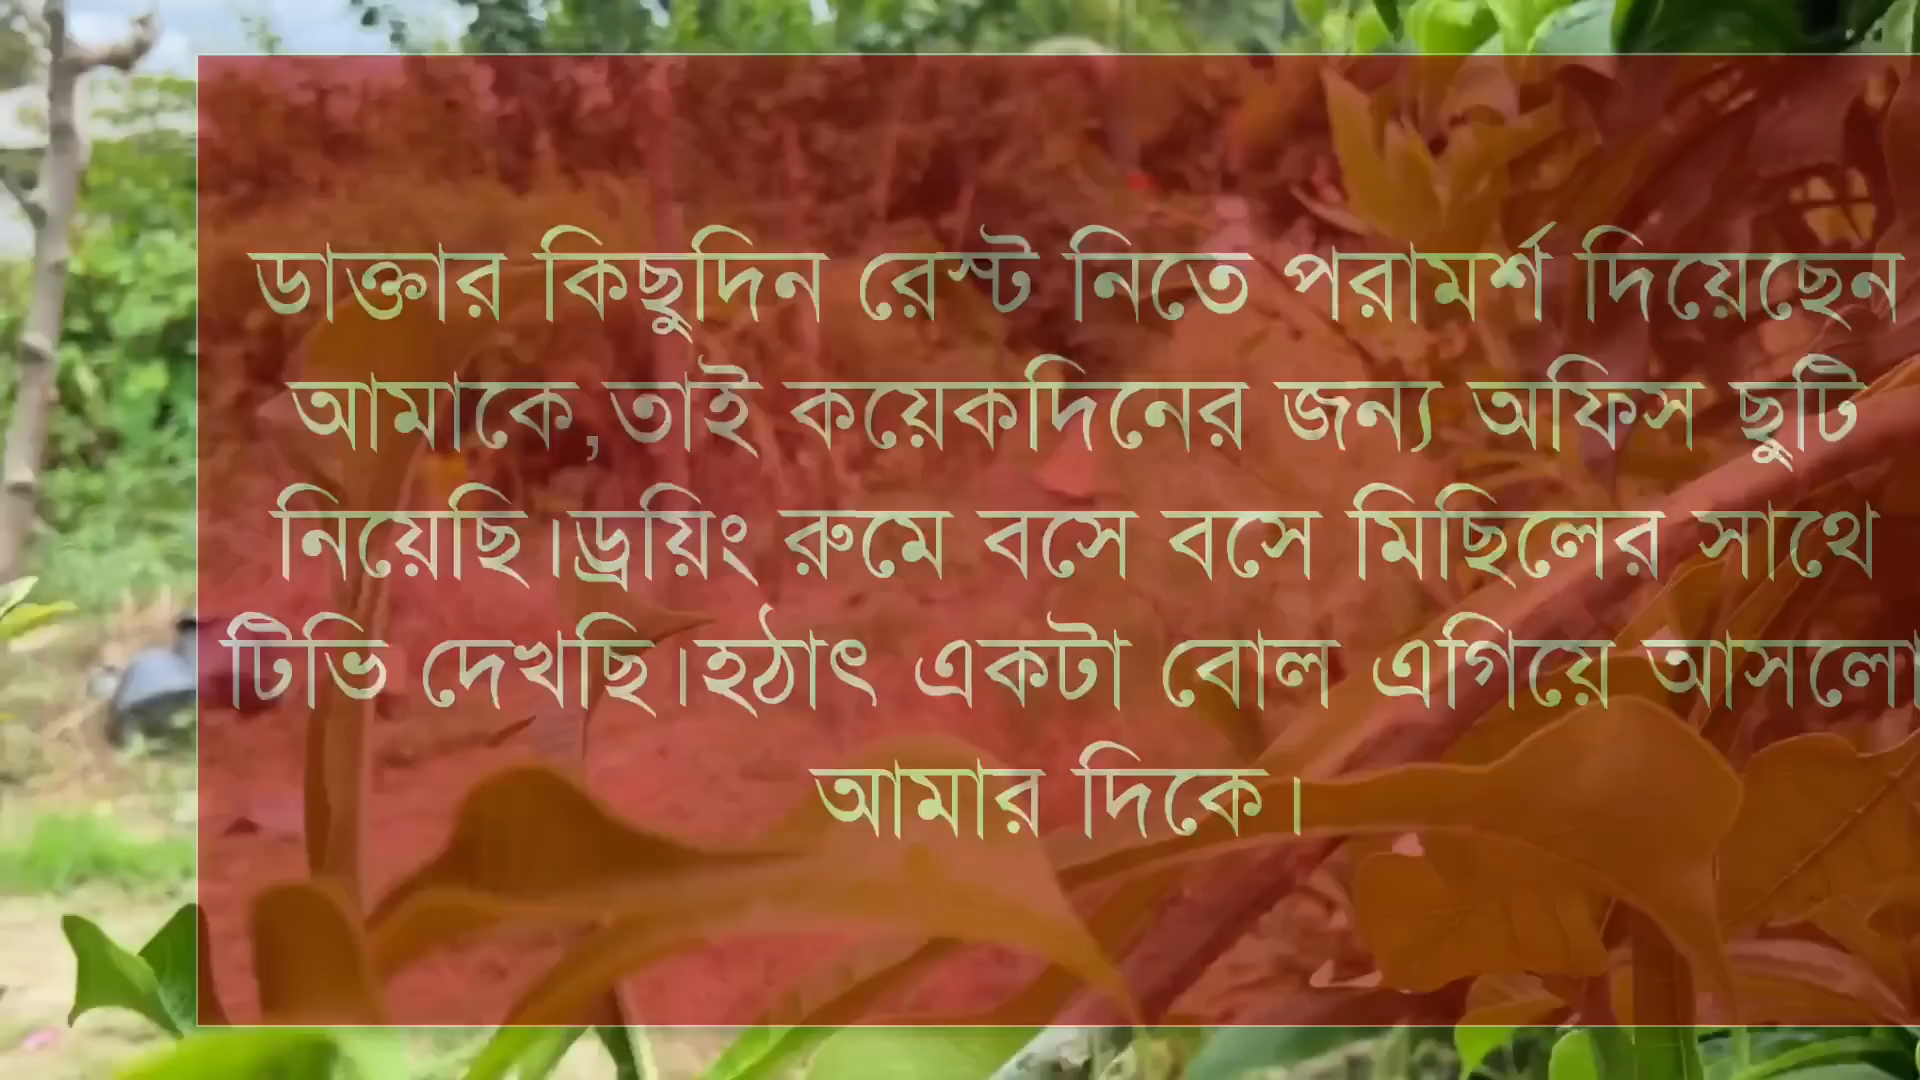 ডাক্তার কিছুদিন রেস্ট নিতে পরামর্শ দিয়েছেন
আমাকে,তাই কয়েকদিনের জন্য অফিস ছুটি
নিয়েছি।ড্রয়িং রুমে বসে বসে মিছিলের সাথে
টিভি দেখছি।হঠাৎ একটা বোল এগিয়ে আসলো
আমার দিকে।